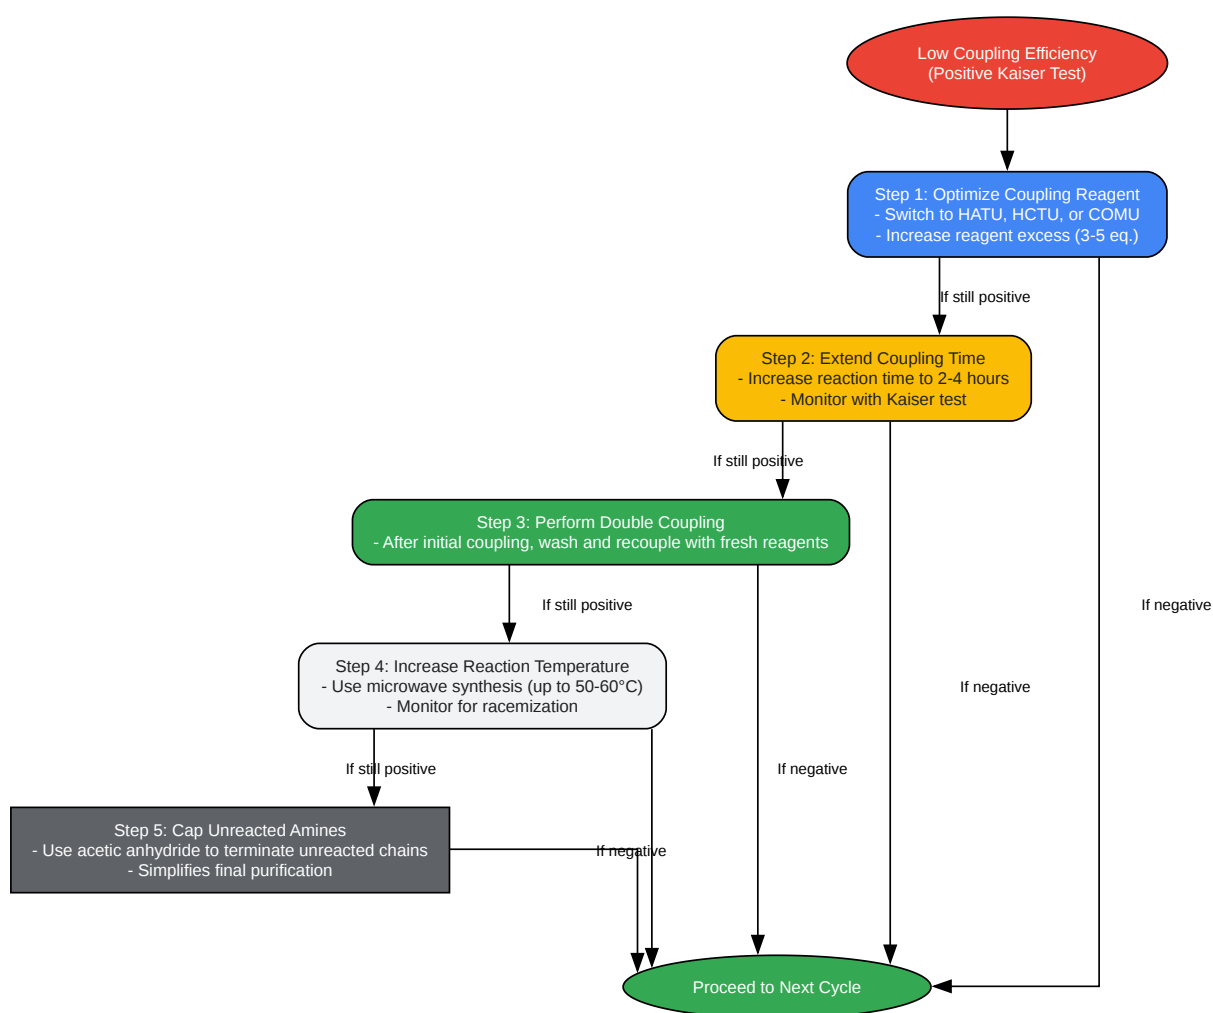 Low Coupling Efficiency
(Positive Kaiser Test)
Step 1: Optimize Coupling Reagent
- Switch to HATU, HCTU, or COMU
- Increase reagent excess (3-5 eq.)
If still positive
Step 2: Extend Coupling Time
- Increase reaction time to 2-4 hours
- Monitor with Kaiser test
If still positive
Step 3: Perform Double Coupling
- After initial coupling, wash and recouple with fresh reagents
If still positive
If negative
Step 4: Increase Reaction Temperature
- Use microwave synthesis (up to 50-60°C)
- Monitor for racemization
If negative
If still positive
If negative
Step 5: Cap Unreacted Amines
- Use acetic anhydride to terminate unreacted chains
- Simplifies final purification
If negative
Proceed to Next Cycle